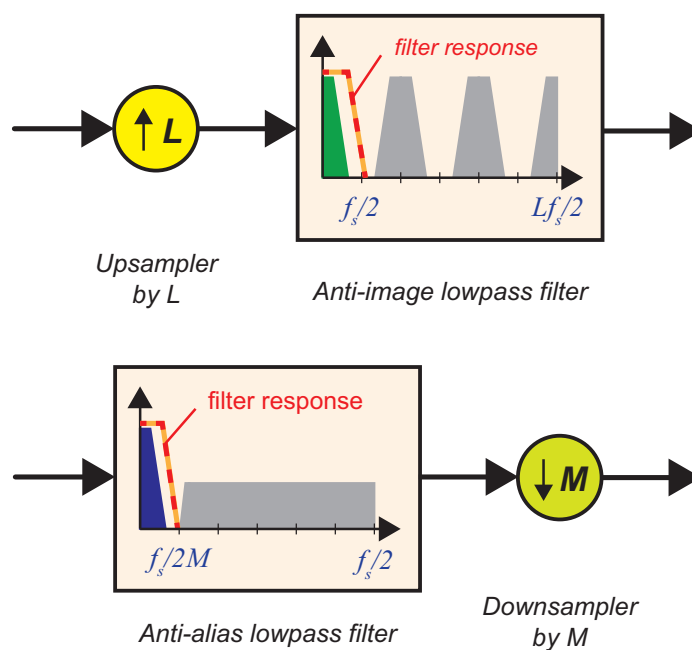 filter response
↑ L
f_s/2
Lf_s/2
Upsampler
by L
Anti-image lowpass filter
filter response
↓ M
f_s/2M
f_s/2
Anti-alias lowpass filter
Downsampler
by M